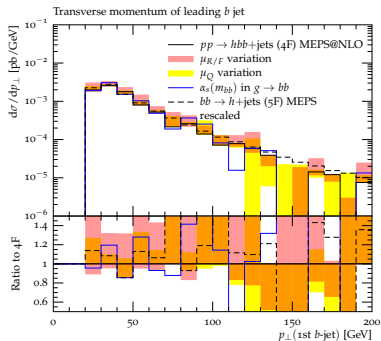 Transverse momentum of leading b jet
dσ/dp⊥ [pb/GeV]
pp → hbb+jets (4F) MEPS@NLO
μR/F variation
μQ variation
αs(mbb) in g → bb
bb → h+jets (5F) MEPS
rescaled
10⁻¹
10⁻²
10⁻³
10⁻⁴
10⁻⁵
10⁻⁶
Ratio to 4F
1.4
1.2
1
0.8
0.6
0 50 100 150 200
p⊥(1st b-jet) [GeV]